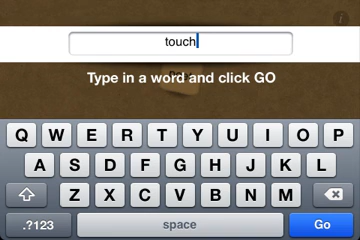 touch
Type in a word and click GO
Q W E R T Y U I O P
A S D F G H J K L
Z X C V B N M
.?123 space Go